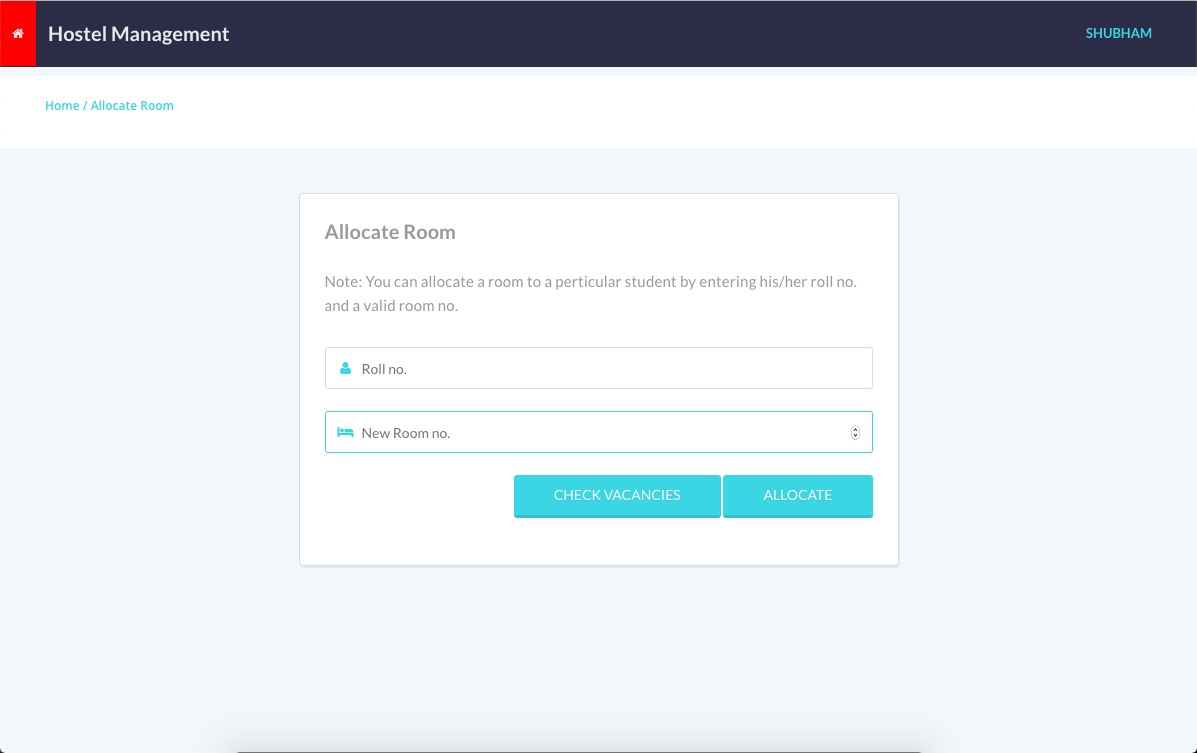 Hostel Management
SHUBHAM
Home / Allocate Room
Allocate Room
Note: You can allocate a room to a perticular student by entering his/her roll no.
and a valid room no.
Roll no.
New Room no.
CHECK VACANCIES
ALLOCATE